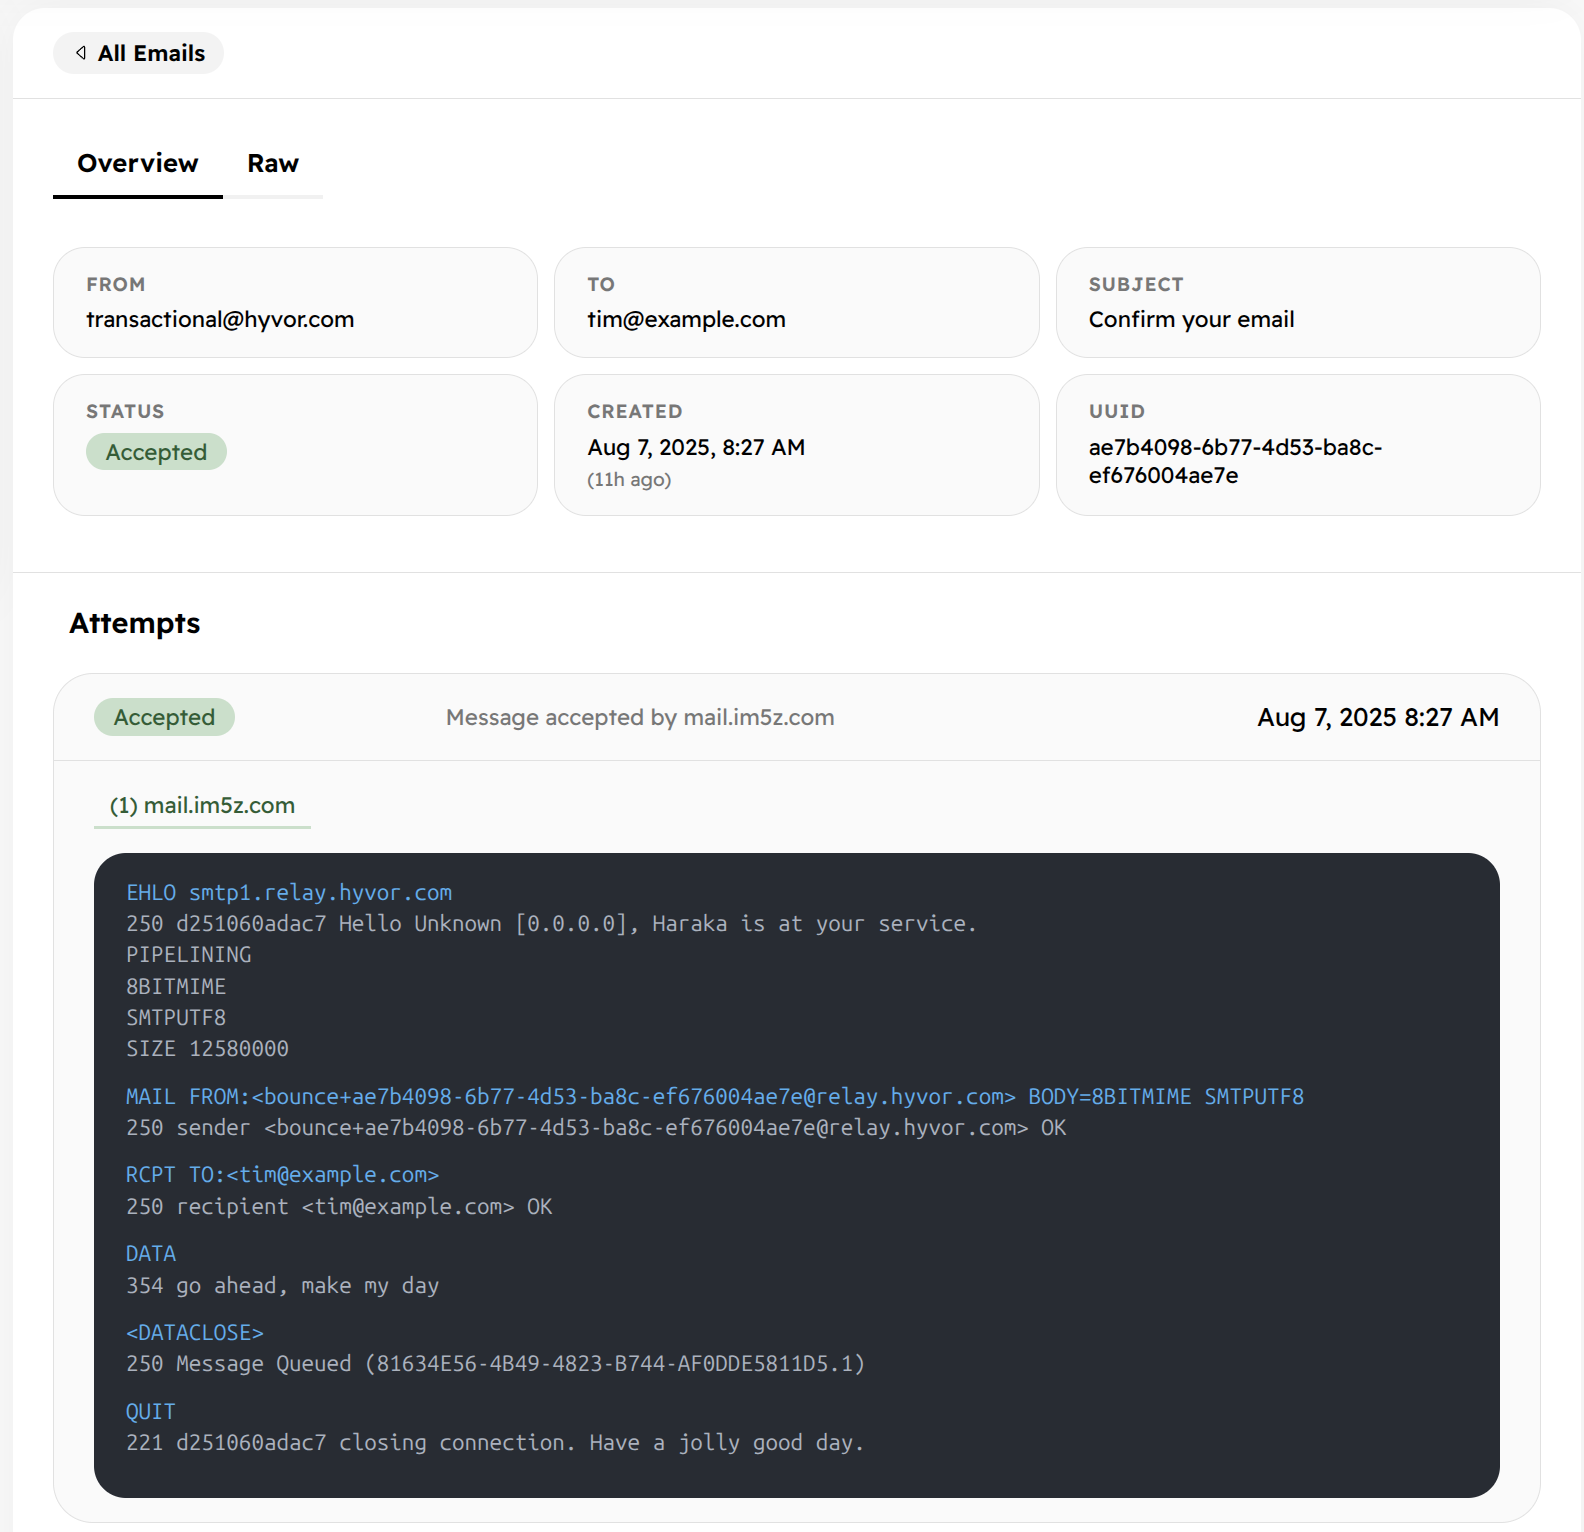 All Emails
Overview Raw
FROM
transactional@hyvor.com
TO
tim@example.com
SUBJECT
Confirm your email
STATUS
Accepted
CREATED
Aug 7, 2025, 8:27 AM
(11h ago)
UUID
ae7b4098-6b77-4d53-ba8c-
ef676004ae7e
Attempts
Accepted Message accepted by mail.im5z.com Aug 7, 2025 8:27 AM
(1) mail.im5z.com
EHLO smtp1.relay.hyvor.com
250 d251060adac7 Hello Unknown [0.0.0.0], Haraka is at your service.
PIPELINING
8BITMIME
SMTPUTF8
SIZE 12580000
MAIL FROM:<bounce+ae7b4098-6b77-4d53-ba8c-ef676004ae7e@relay.hyvor.com> BODY=8BITMIME SMTPUTF8
250 sender <bounce+ae7b4098-6b77-4d53-ba8c-ef676004ae7e@relay.hyvor.com> OK
RCPT TO:<tim@example.com>
250 recipient <tim@example.com> OK
DATA
354 go ahead, make my day
<DATACLOSE>
250 Message Queued (81634E56-4B49-4823-B744-AF0DDE5811D5.1)
QUIT
221 d251060adac7 closing connection. Have a jolly good day.